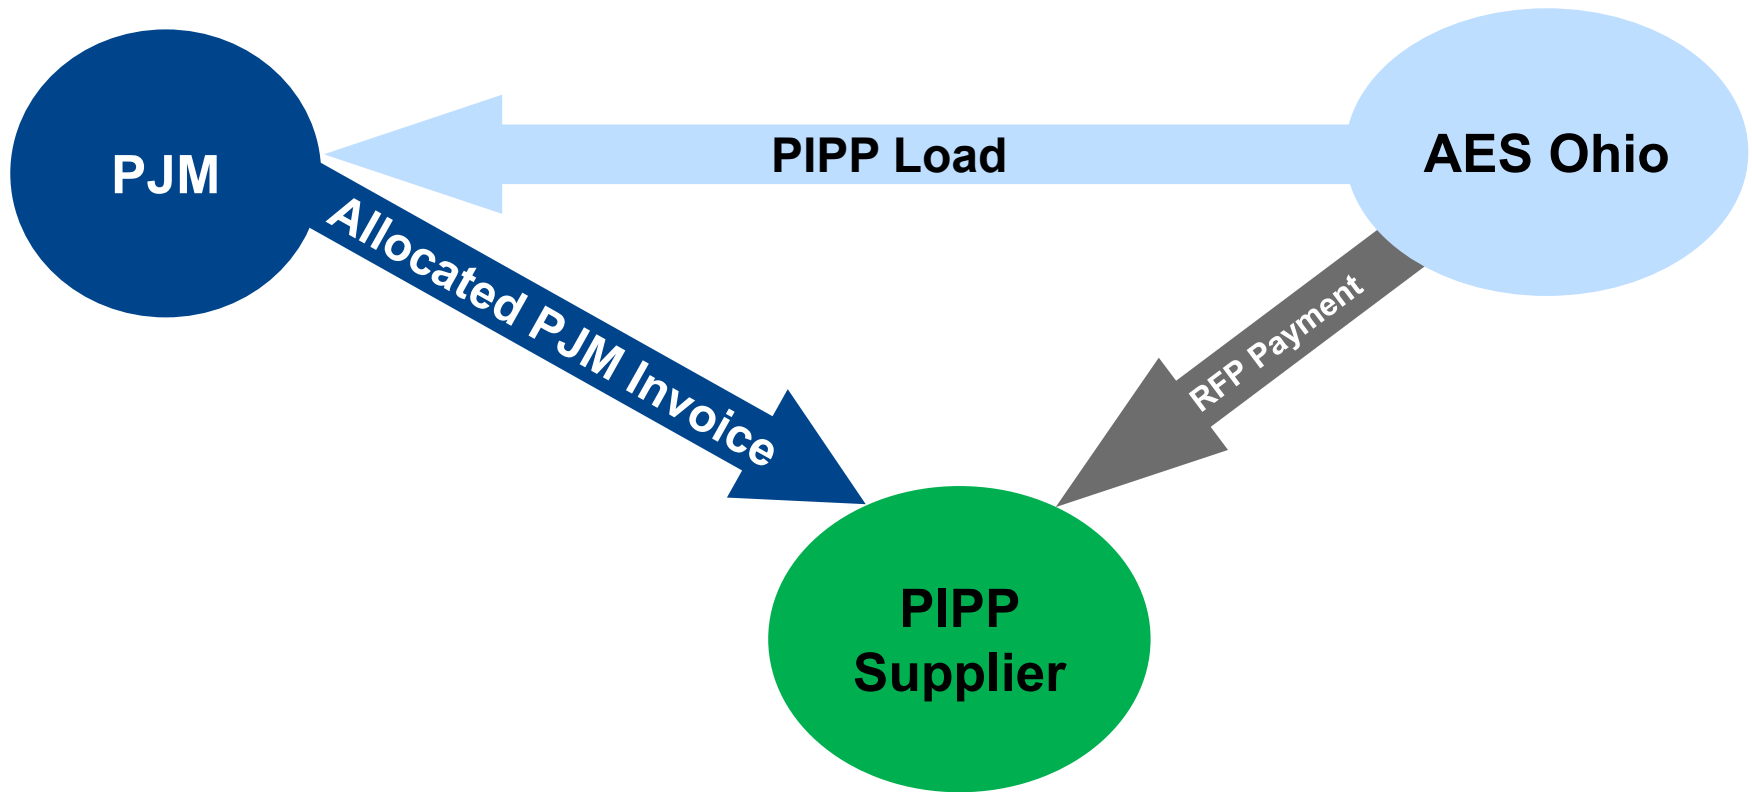 PJM
PIPP Load
AES Ohio
Allocated PJM Invoice
RFP Payment
PIPP
Supplier